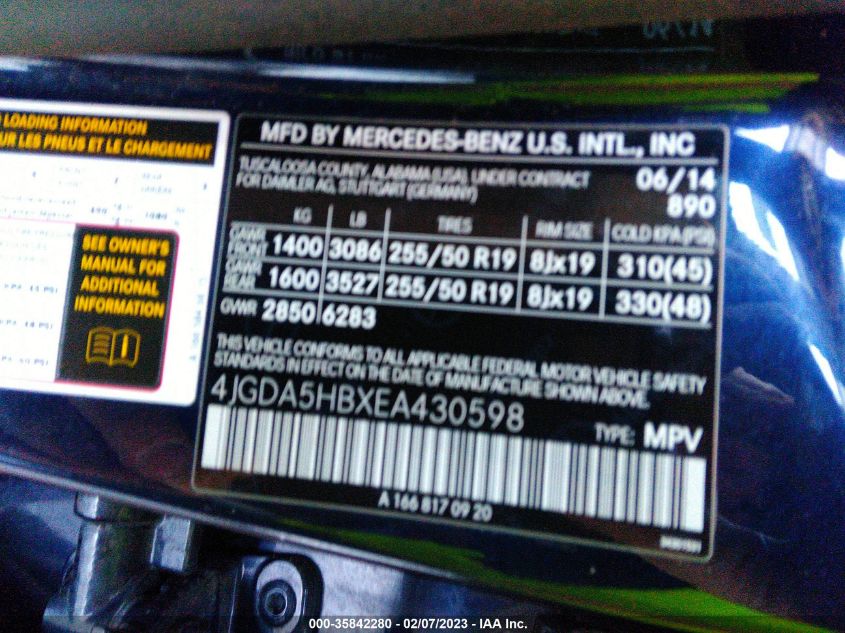 LOADING INFORMATION
UR LES PNEUS ET LE CHARGEMENT
SEE OWNER'S
MANUAL FOR
ADDITIONAL
INFORMATION
MFD BY MERCEDES-BENZ U.S. INTL., INC
TUSCALOOSA COUNTY, ALABAMA (USA), UNDER CONTRACT
FOR DAIMLER AG, STUTTGART (GERMANY)
06/14
890
KG LB TIRES RIM SIZE COLD KPA (PSI)
GAWR FRONT 1400 3086 255/50 R19 8Jx19 310(45)
GAWR REAR 1600 3527 255/50 R19 8Jx19 330(48)
GVWR 2850 6283
THIS VEHICLE CONFORMS TO ALL APPLICABLE FEDERAL MOTOR VEHICLE SAFETY
STANDARDS IN EFFECT ON THE DATE OF MANUFACTURE SHOWN ABOVE.
4JGDA5HBXEA430598
TYPE: MPV
A 166 817 09 20
000-35842280 - 02/07/2023 - IAA Inc.